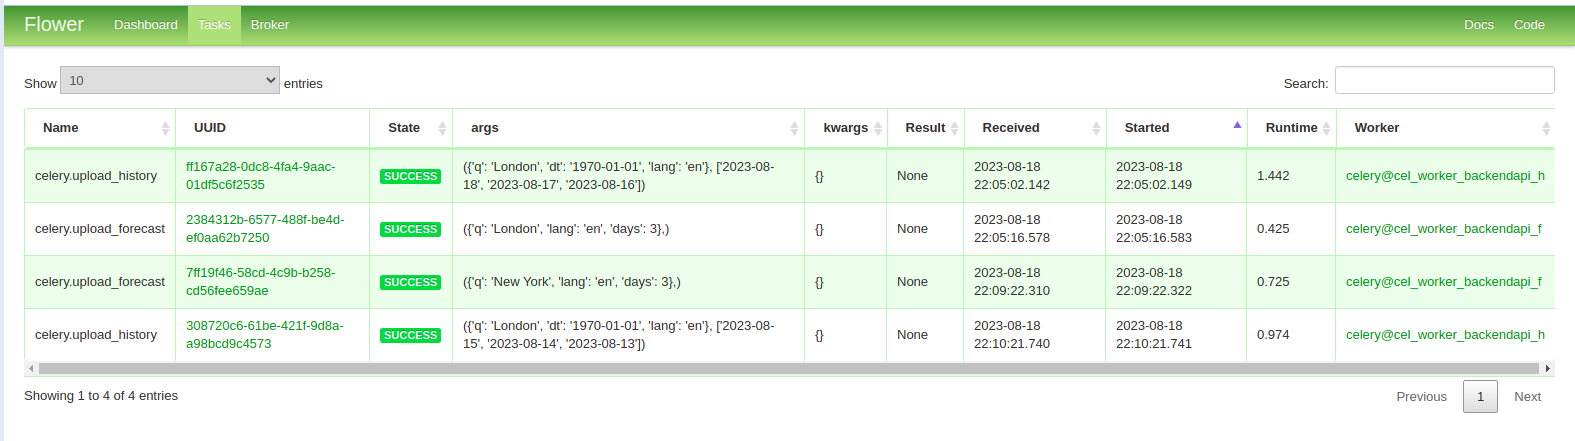 Flower Dashboard Tasks Broker Docs Code
Show 10 entries Search:
Name UUID State args kwargs Result Received Started Runtime Worker
celery.upload_history ff167a28-0dc8-4fa4-9aac-01df5c6f2535 SUCCESS ({'q': 'London', 'dt': '1970-01-01', 'lang': 'en'}, ['2023-08-18', '2023-08-17', '2023-08-16']) {} None 2023-08-18 22:05:02.142 2023-08-18 22:05:02.149 1.442 celery@cel_worker_backendapi_h
celery.upload_forecast 2384312b-6577-488f-be4d-ef0aa62b7250 SUCCESS ({'q': 'London', 'lang': 'en', 'days': 3},) {} None 2023-08-18 22:05:16.578 2023-08-18 22:05:16.583 0.425 celery@cel_worker_backendapi_f
celery.upload_forecast 7ff19f46-58cd-4c9b-b258-cd56fee659ae SUCCESS ({'q': 'New York', 'lang': 'en', 'days': 3},) {} None 2023-08-18 22:09:22.310 2023-08-18 22:09:22.322 0.725 celery@cel_worker_backendapi_f
celery.upload_history 308720c6-61be-421f-9d8a-a98bcd9c4573 SUCCESS ({'q': 'London', 'dt': '1970-01-01', 'lang': 'en'}, ['2023-08-15', '2023-08-14', '2023-08-13']) {} None 2023-08-18 22:10:21.740 2023-08-18 22:10:21.741 0.974 celery@cel_worker_backendapi_h
Showing 1 to 4 of 4 entries Previous 1 Next